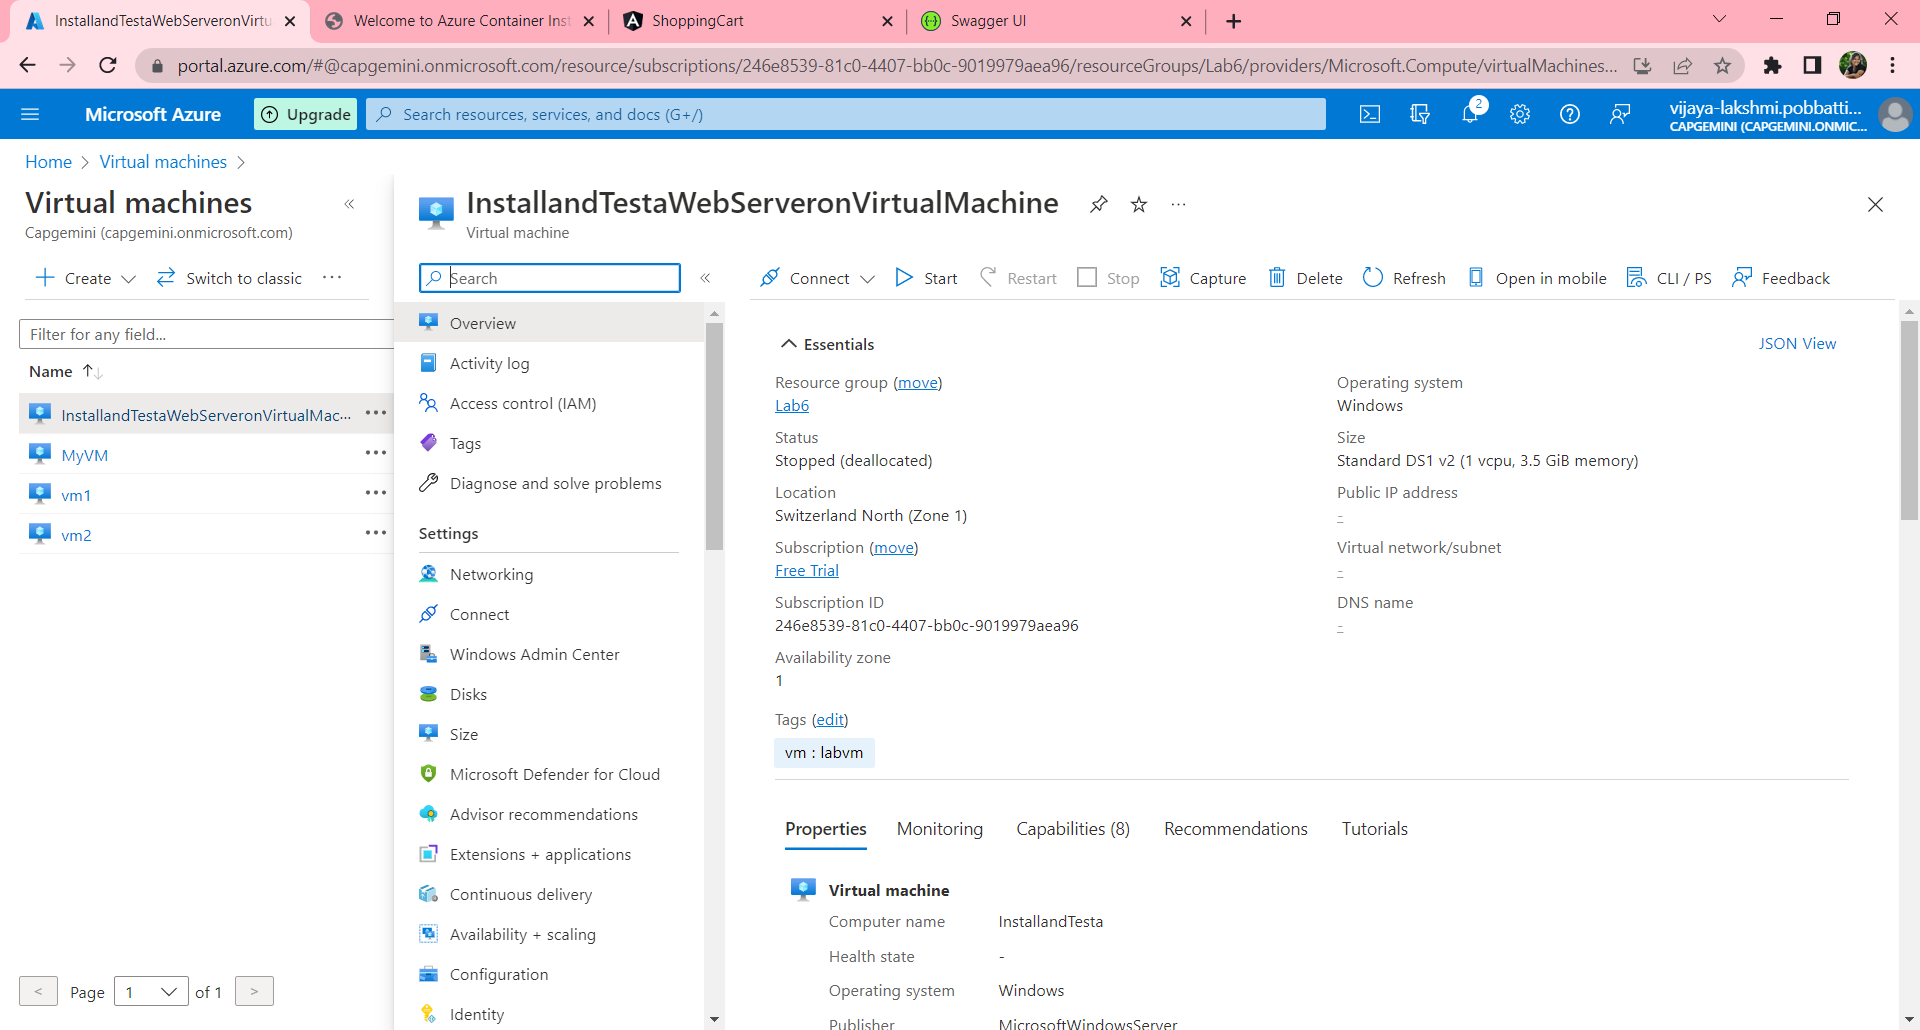 InstallandTestaWebServeronVirtu
Welcome to Azure Container Inst
ShoppingCart
Swagger UI
portal.azure.com/#@capgemini.onmicrosoft.com/resource/subscriptions/246e8539-81c0-4407-bb0c-9019979aea96/resourceGroups/Lab6/providers/Microsoft.Compute/virtualMachines...
Microsoft Azure
Upgrade
Search resources, services, and docs (G+/)
2
vijaya-lakshmi.pobbatti...
CAPGEMINI (CAPGEMINI.ONMIC...
Home > Virtual machines >
Virtual machines
Capgemini (capgemini.onmicrosoft.com)
Create
Switch to classic
Filter for any field...
Name
InstallandTestaWebServeronVirtualMac...
MyVM
vm1
vm2
< Page 1 of 1 >
InstallandTestaWebServeronVirtualMachine
Virtual machine
Search
Overview
Activity log
Access control (IAM)
Tags
Diagnose and solve problems
Settings
Networking
Connect
Windows Admin Center
Disks
Size
Microsoft Defender for Cloud
Advisor recommendations
Extensions + applications
Continuous delivery
Availability + scaling
Configuration
Identity
Connect
Start
Restart
Stop
Capture
Delete
Refresh
Open in mobile
CLI / PS
Feedback
Essentials
JSON View
Resource group (move)
Lab6
Status
Stopped (deallocated)
Location
Switzerland North (Zone 1)
Subscription (move)
Free Trial
Subscription ID
246e8539-81c0-4407-bb0c-9019979aea96
Availability zone
1
Operating system
Windows
Size
Standard DS1 v2 (1 vcpu, 3.5 GiB memory)
Public IP address
-
Virtual network/subnet
-
DNS name
-
Tags (edit)
vm : labvm
Properties
Monitoring
Capabilities (8)
Recommendations
Tutorials
Virtual machine
Computer name InstallandTesta
Health state -
Operating system Windows
Publisher MicrosoftWindowsServer